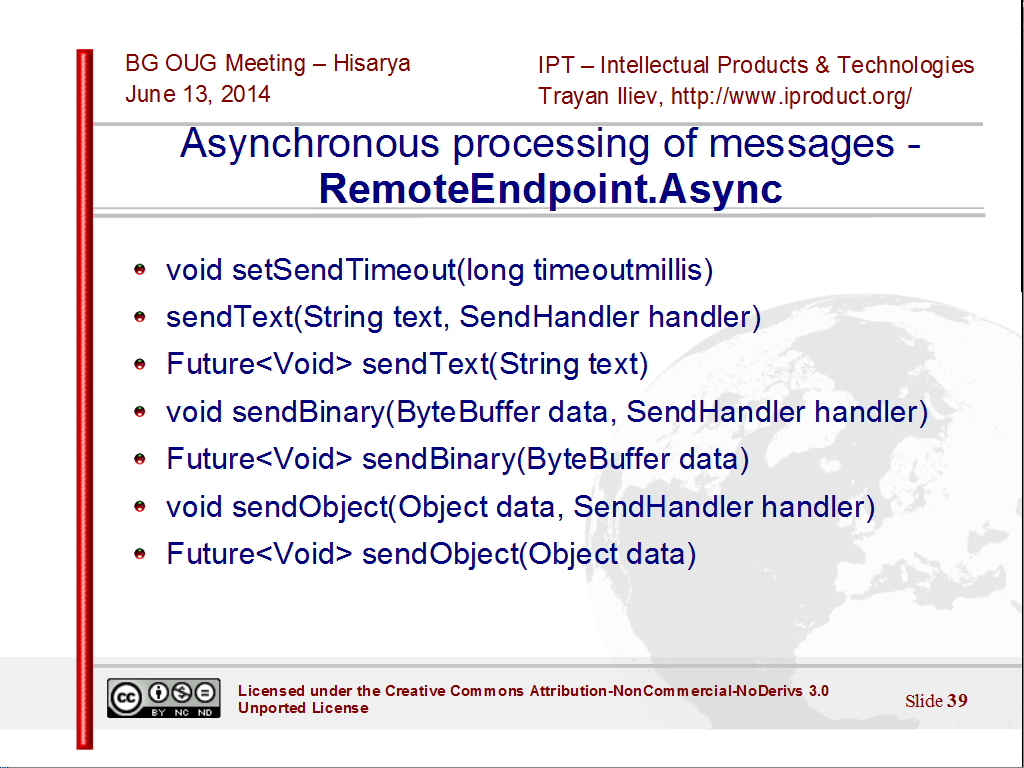 BG OUG Meeting – Hisarya
June 13, 2014
IPT – Intellectual Products & Technologies
Trayan Iliev, http://www.iproduct.org/
Asynchronous processing of messages -
RemoteEndpoint.Async
void setSendTimeout(long timeoutmillis)
sendText(String text, SendHandler handler)
Future<Void> sendText(String text)
void sendBinary(ByteBuffer data, SendHandler handler)
Future<Void> sendBinary(ByteBuffer data)
void sendObject(Object data, SendHandler handler)
Future<Void> sendObject(Object data)
cc
BY NC ND
Licensed under the Creative Commons Attribution-NonCommercial-NoDerivs 3.0
Unported License
Slide 39